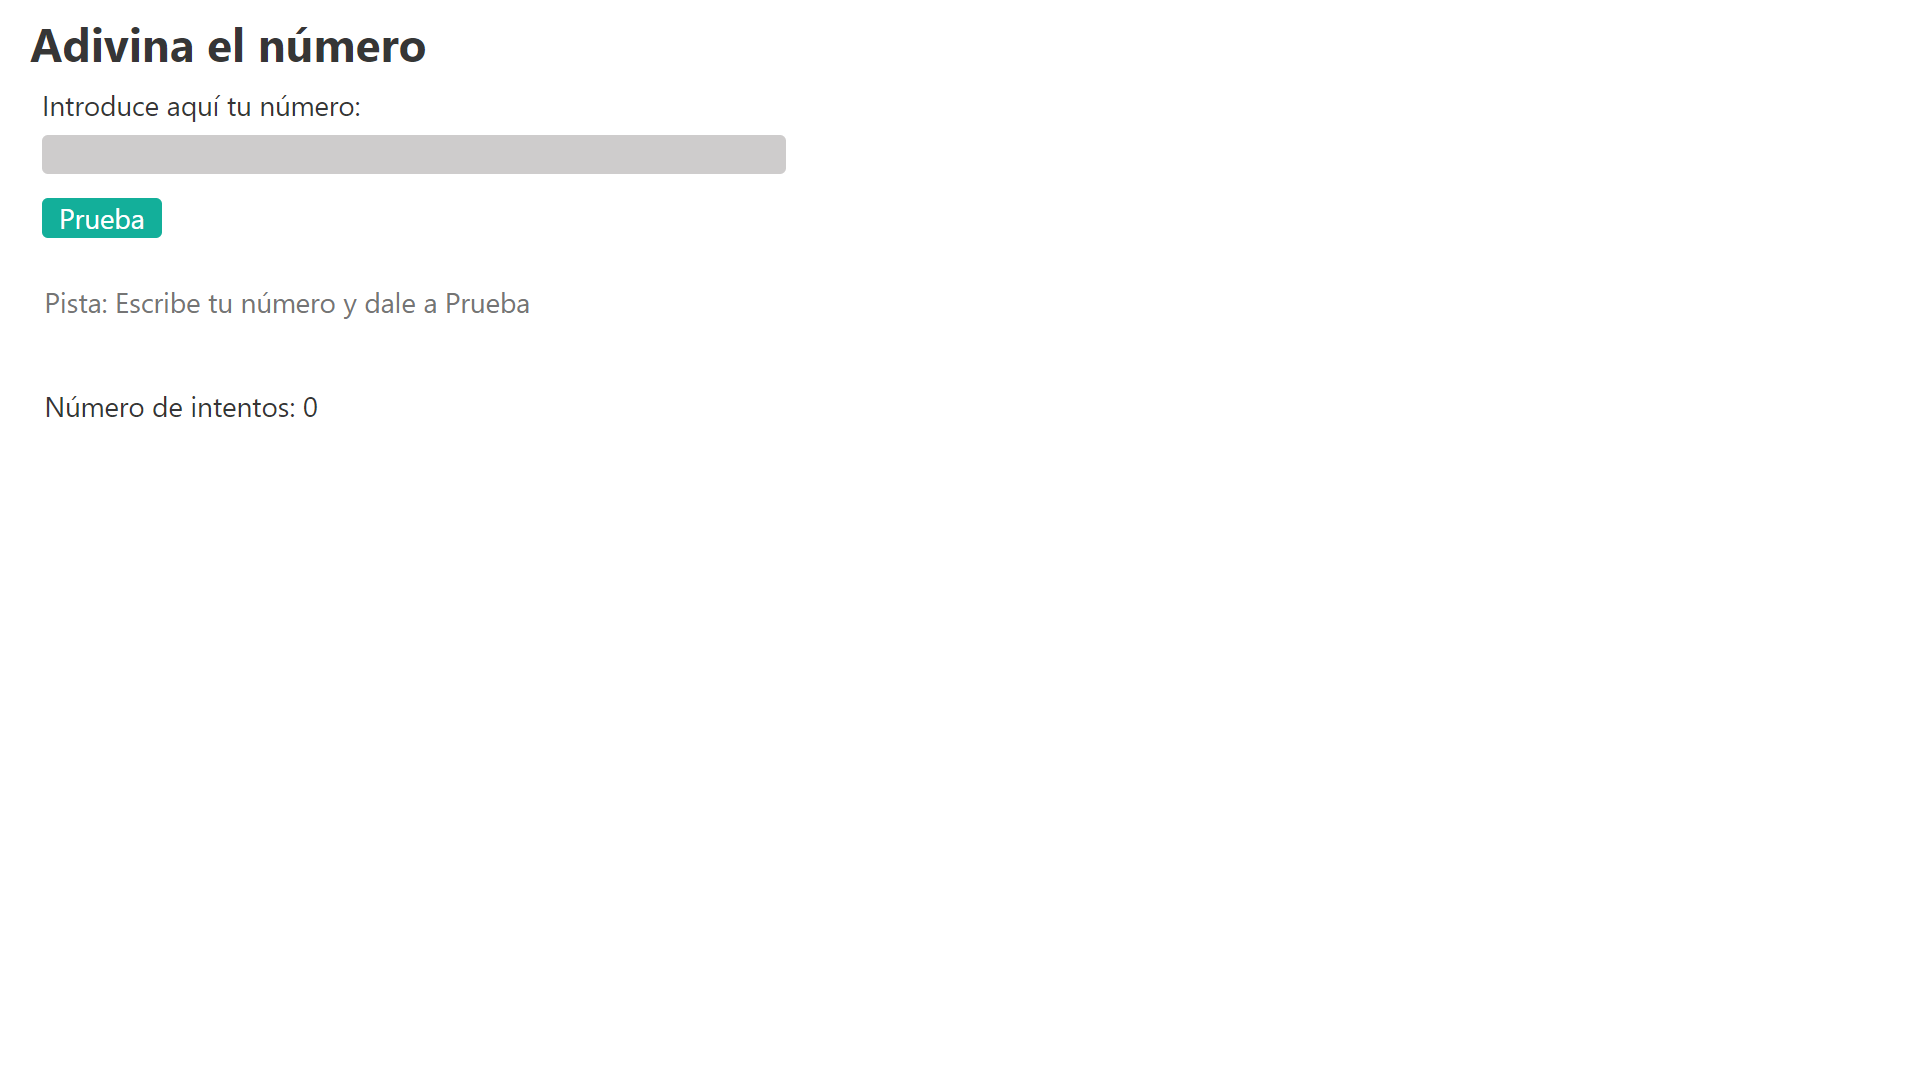 Adivina el número
Introduce aquí tu número:
Prueba
Pista: Escribe tu número y dale a Prueba
Número de intentos: 0